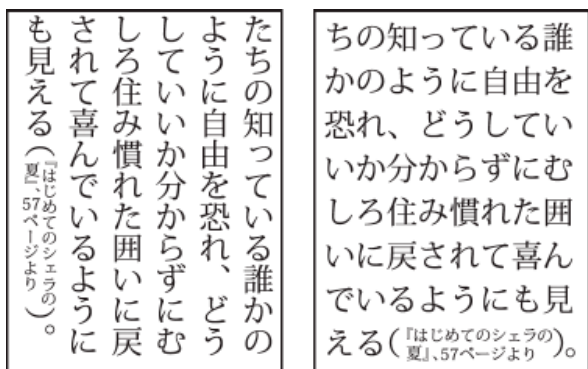 たちの知っている誰かの
ように自由を恐れ、どう
していいか分からずにむ
しろ住み慣れた囲いに戻
されて喜んでいるように
も見える(『はじめてのシェラの
夏』、57ページより)。
ちの知っている誰
かのように自由を
恐れ、どうしてい
いか分からずにむ
しろ住み慣れた囲
いに戻されて喜ん
でいるようにも見
える(『はじめてのシェラの
夏』、57ページより)。